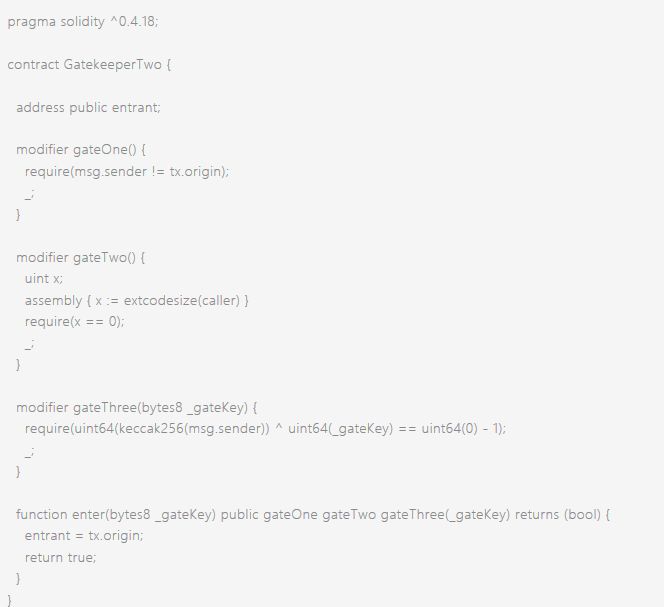 pragma solidity ^0.4.18;
contract GatekeeperTwo {
address public entrant;
modifier gateOne() {
require(msg.sender != tx.origin);
_;
}
modifier gateTwo() {
uint x;
assembly { x := extcodesize(caller) }
require(x == 0);
_;
}
modifier gateThree(bytes8 _gateKey) {
require(uint64(keccak256(msg.sender)) ^ uint64(_gateKey) == uint64(0) - 1);
_;
}
function enter(bytes8 _gateKey) public gateOne gateTwo gateThree(_gateKey) returns (bool) {
entrant = tx.origin;
return true;
}
}